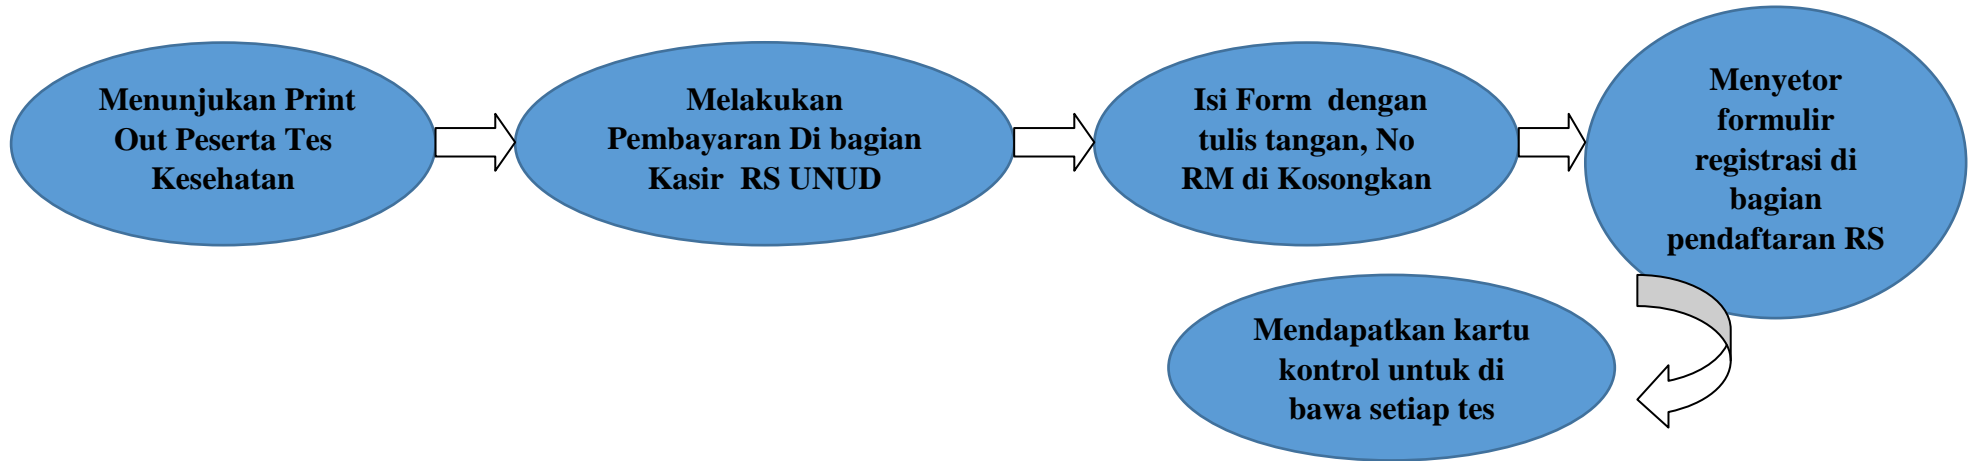 Menunjukan Print
Out Peserta Tes
Kesehatan
Melakukan
Pembayaran Di bagian
Kasir RS UNUD
Isi Form dengan
tulis tangan, No
RM di Kosongkan
Menyetor
formulir
registrasi di
bagian
pendaftaran RS
Mendapatkan kartu
kontrol untuk di
bawa setiap tes